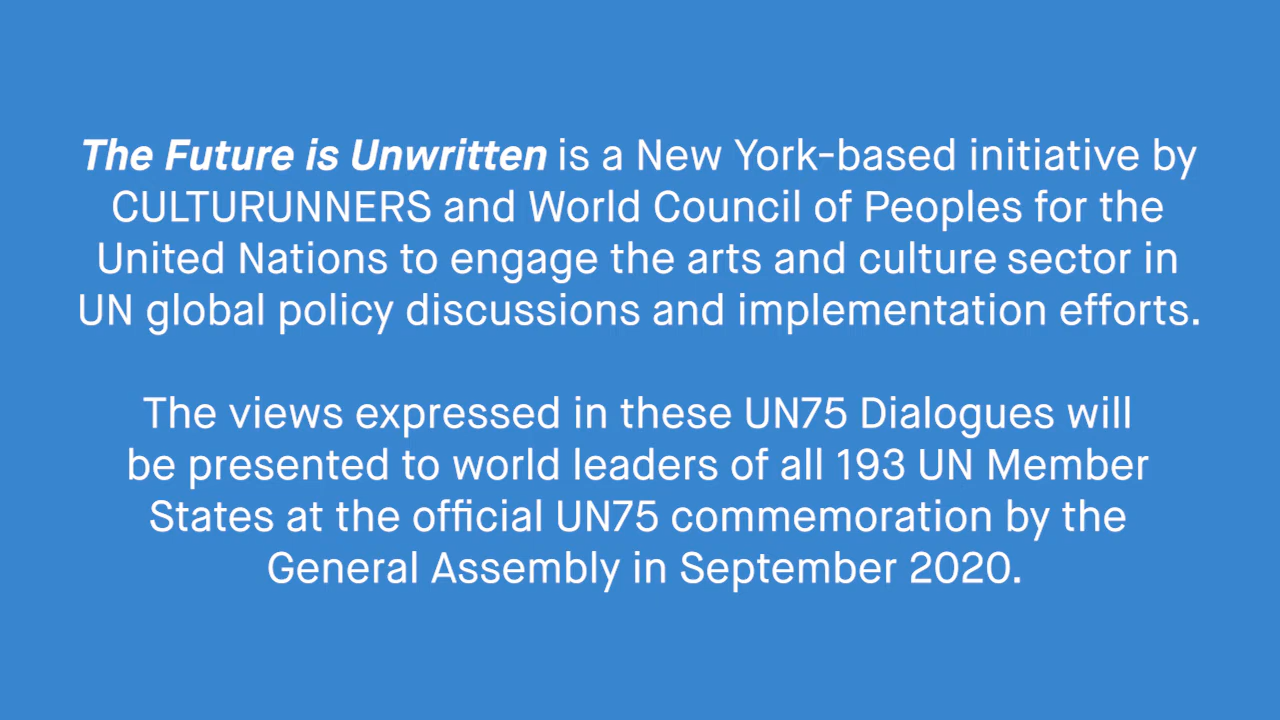 The Future is Unwritten is a New York-based initiative by
CULTURUNNERS and World Council of Peoples for the
United Nations to engage the arts and culture sector in
UN global policy discussions and implementation efforts.
The views expressed in these UN75 Dialogues will
be presented to world leaders of all 193 UN Member
States at the official UN75 commemoration by the
General Assembly in September 2020.